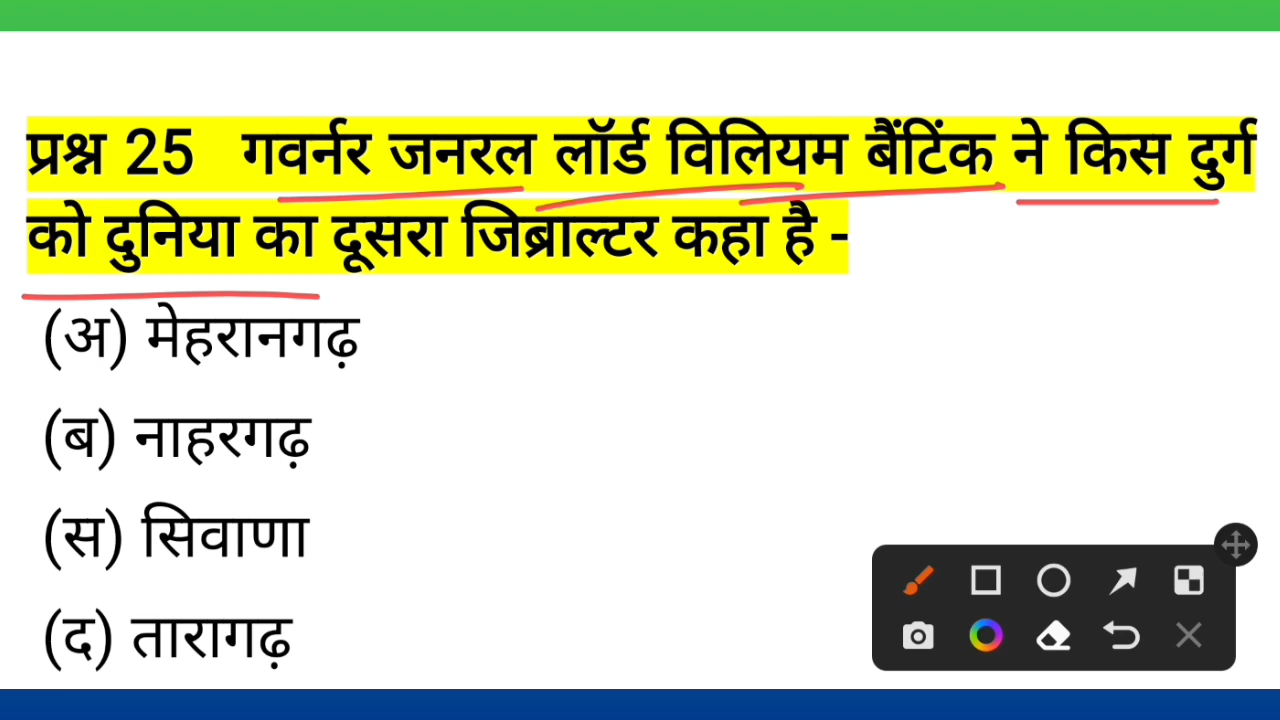 प्रश्न 25 गवर्नर जनरल लॉर्ड विलियम बैंटिंक ने किस दुर्ग
को दुनिया का दूसरा जिब्राल्टर कहा है -
(अ) मेहरानगढ़
(ब) नाहरगढ़
(स) सिवाणा
(द) तारागढ़